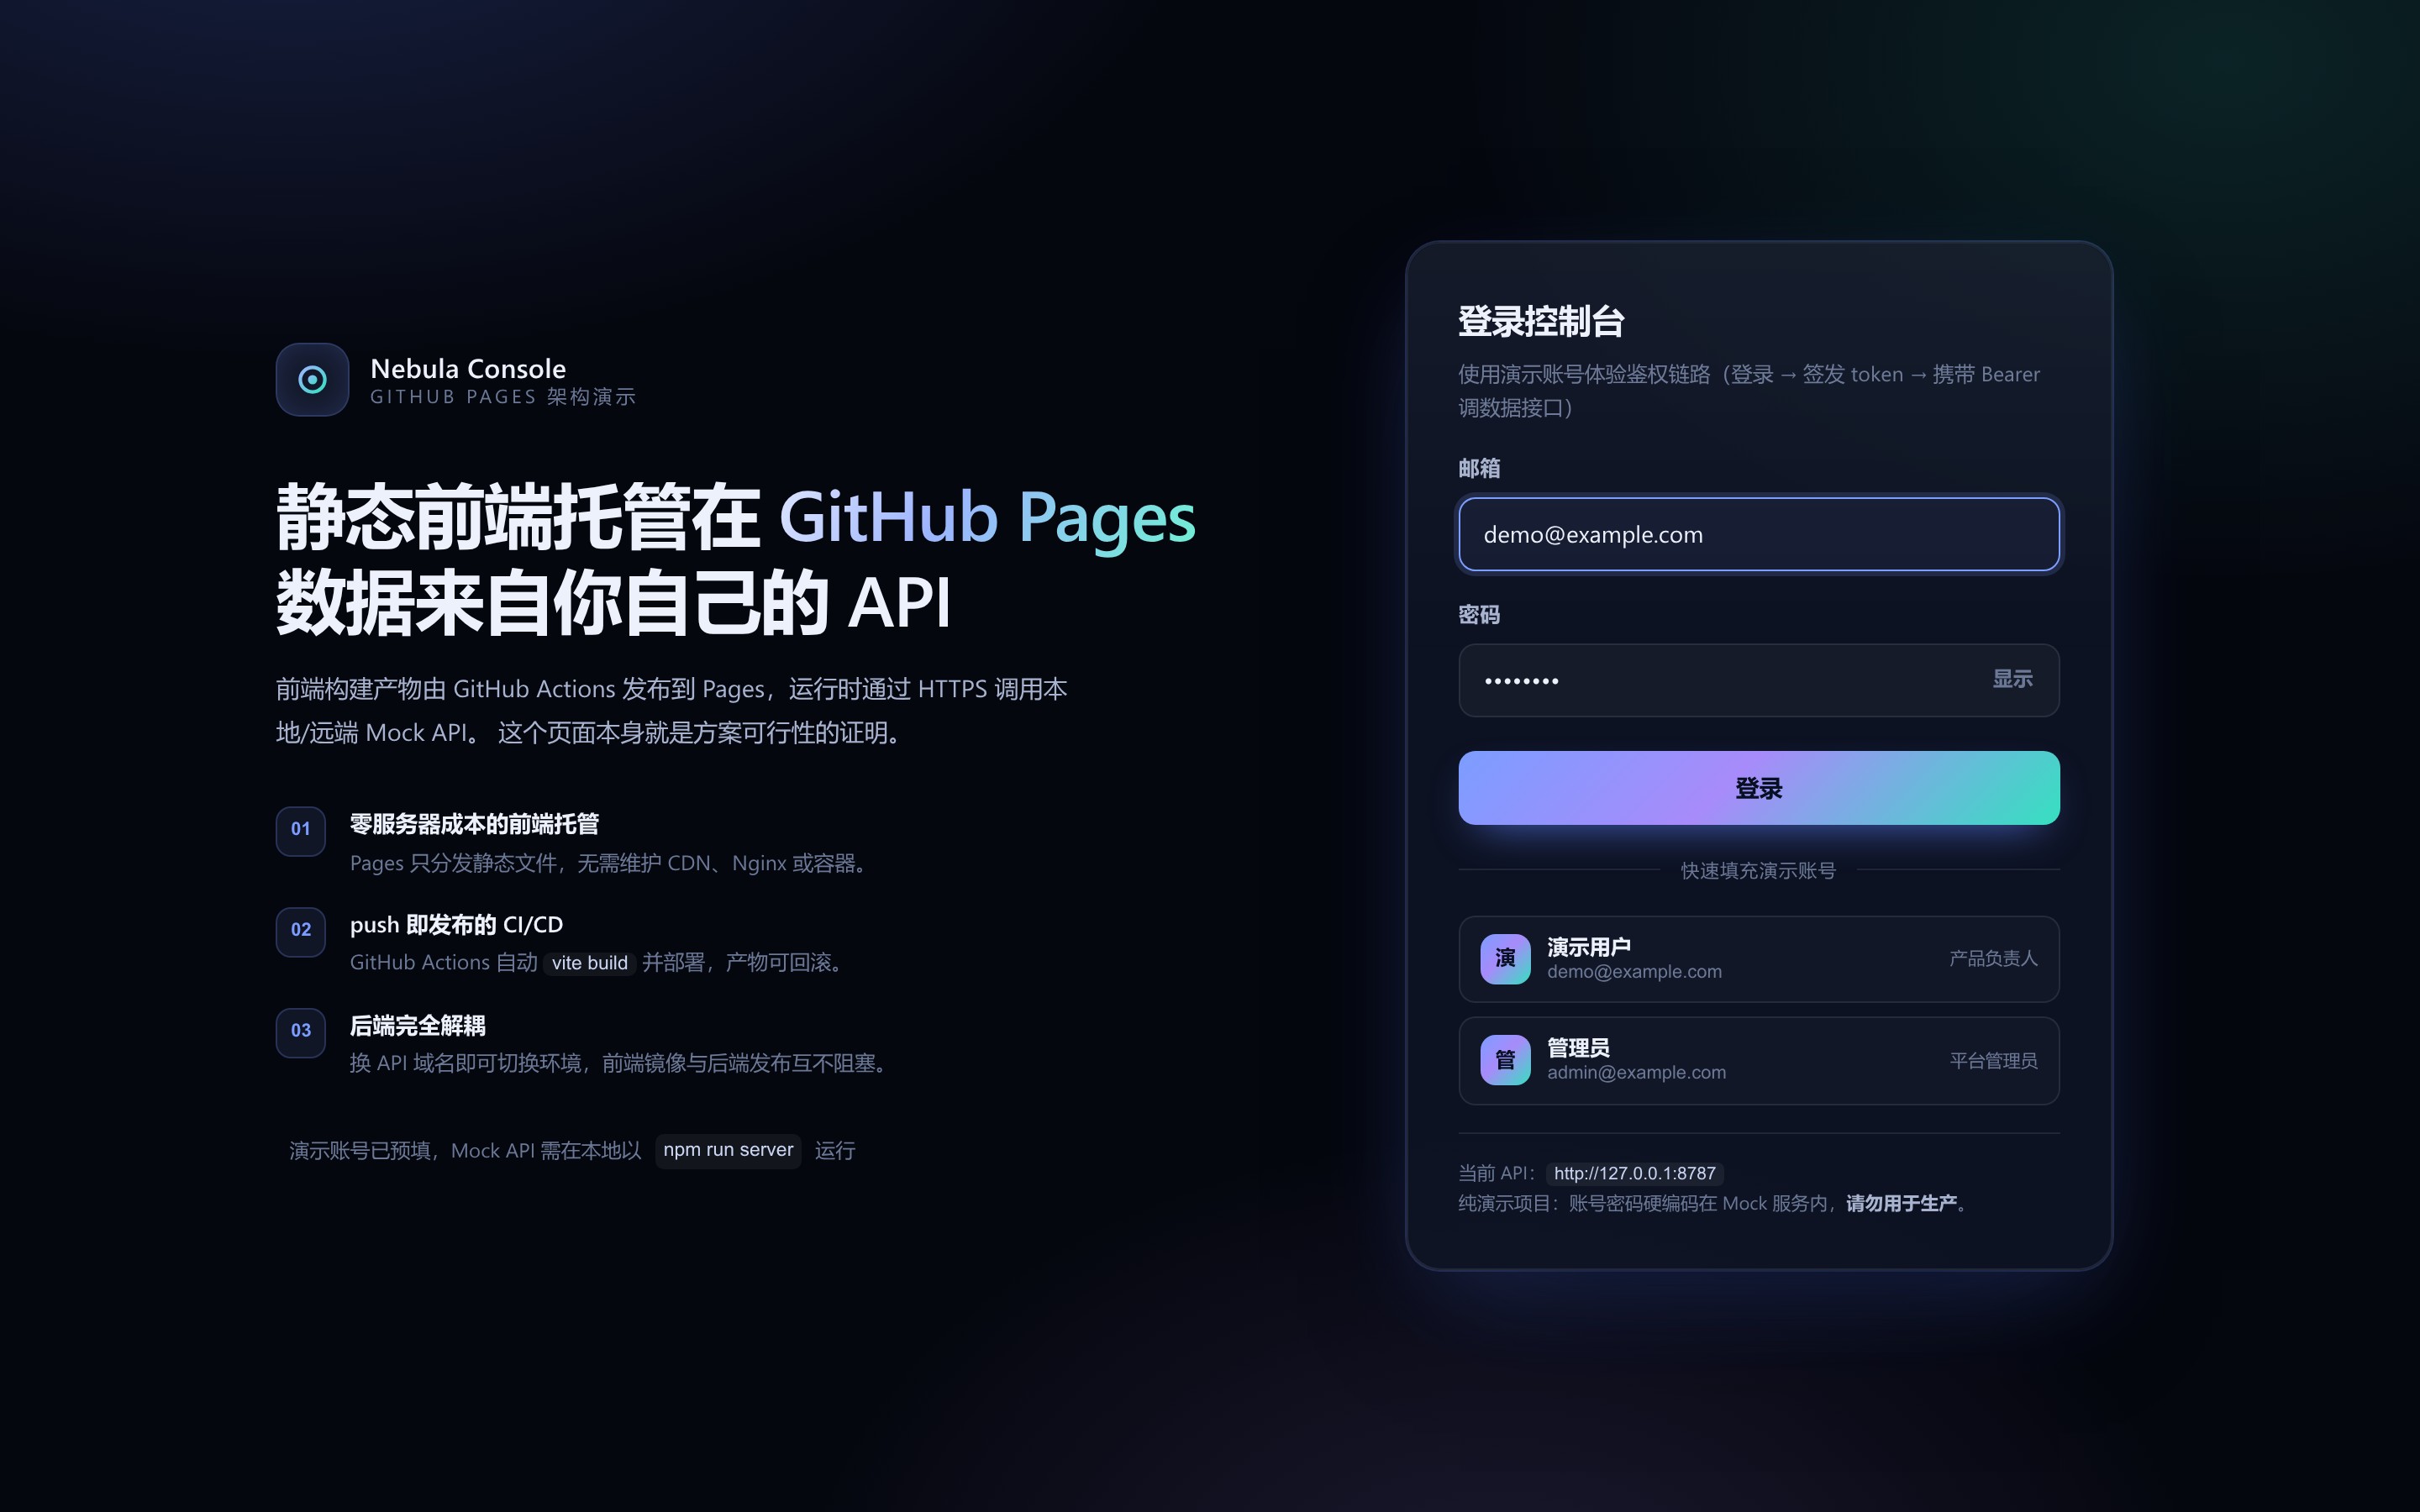 Nebula Console
GITHUB PAGES 架构演示
静态前端托管在 GitHub Pages
数据来自你自己的 API
前端构建产物由 GitHub Actions 发布到 Pages，运行时通过 HTTPS 调用本
地/远端 Mock API。 这个页面本身就是方案可行性的证明。
01
零服务器成本的前端托管
Pages 只分发静态文件，无需维护 CDN、Nginx 或容器。
02
push 即发布的 CI/CD
GitHub Actions 自动 vite build 并部署，产物可回滚。
03
后端完全解耦
换 API 域名即可切换环境，前端镜像与后端发布互不阻塞。
演示账号已预填，Mock API 需在本地以 npm run server 运行
登录控制台
使用演示账号体验鉴权链路（登录 → 签发 token → 携带 Bearer
调数据接口）
邮箱
demo@example.com
密码
••••••••
显示
登录
快速填充演示账号
演
演示用户
demo@example.com
产品负责人
管
管理员
admin@example.com
平台管理员
当前 API： http://127.0.0.1:8787
纯演示项目：账号密码硬编码在 Mock 服务内，请勿用于生产。